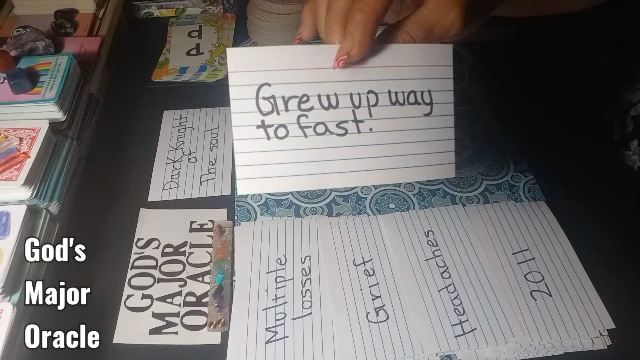 Grew up way
to fast.
Dark Knight
of
The soul
GOD'S
MAJOR
ORACLE
Multiple
losses
Grief
Headaches
2011
God's
Major
Oracle